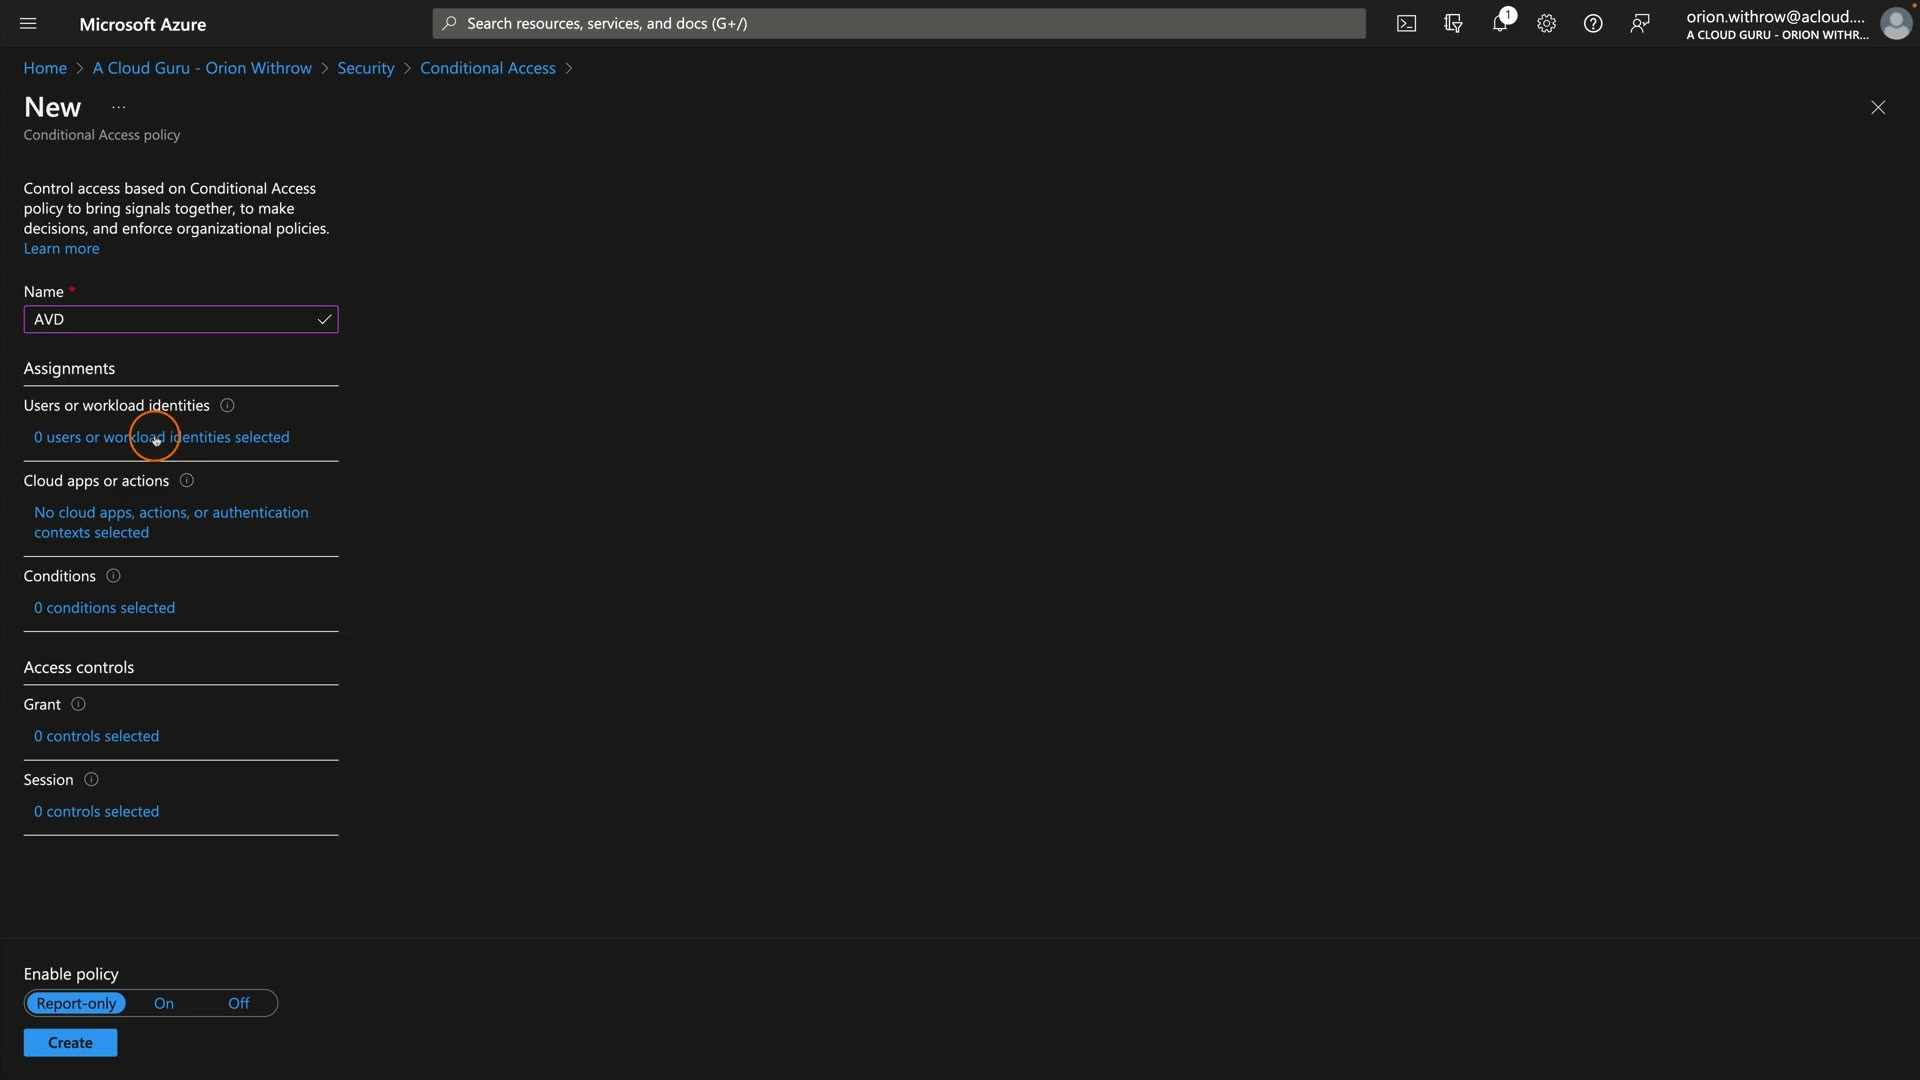 Microsoft Azure
Search resources, services, and docs (G+/)
1
orion.withrow@acloud....
A CLOUD GURU - ORION WITHR...
Home > A Cloud Guru - Orion Withrow > Security > Conditional Access >
New ...
Conditional Access policy
Control access based on Conditional Access
policy to bring signals together, to make
decisions, and enforce organizational policies.
Learn more
Name *
AVD
Assignments
Users or workload identities
0 users or workload identities selected
Cloud apps or actions
No cloud apps, actions, or authentication
contexts selected
Conditions
0 conditions selected
Access controls
Grant
0 controls selected
Session
0 controls selected
Enable policy
Report-only On Off
Create